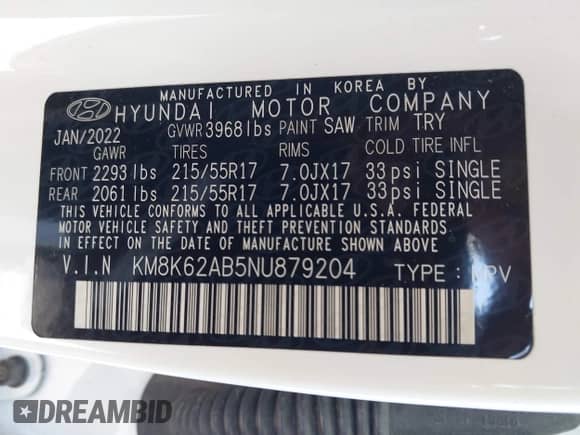 MANUFACTURED IN KOREA BY
HYUNDAI MOTOR COMPANY
JAN/2022 GVWR 3968 lbs PAINT SAW TRIM TRY
GAWR TIRES RIMS COLD TIRE INFL
FRONT 2293 lbs 215/55R17 7.0JX17 33 psi SINGLE
REAR 2061 lbs 215/55R17 7.0JX17 33 psi SINGLE
THIS VEHICLE CONFORMS TO ALL APPLICABLE U.S.A. FEDERAL
MOTOR VEHICLE SAFETY AND THEFT PREVENTION STANDARDS
IN EFFECT ON THE DATE OF MANUFACTURE SHOWN ABOVE.
V.I.N KM8K62AB5NU879204 TYPE : MPV
DREAMBID